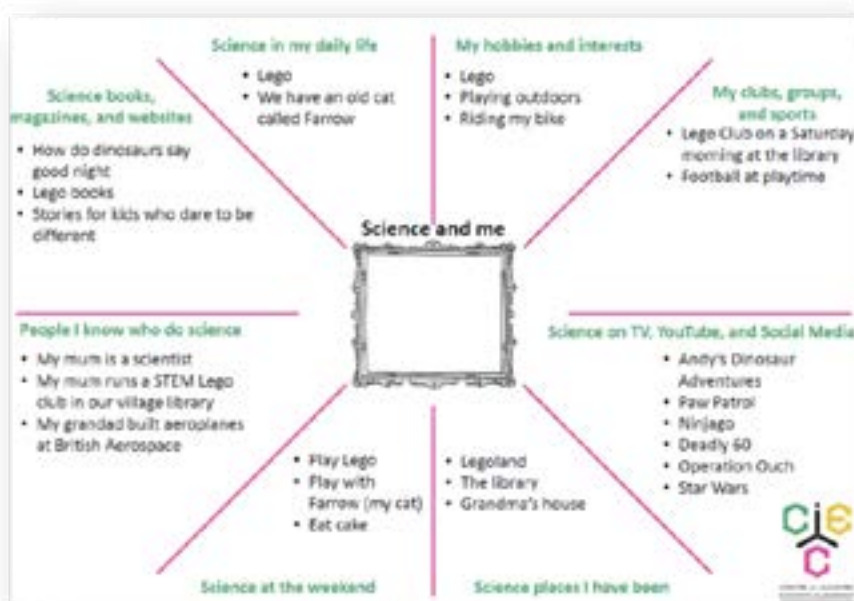 Science in my daily life
• Lego
• We have an old cat
called Farrow
My hobbies and interests
• Lego
• Playing outdoors
• Riding my bike
Science books,
magazines, and websites
• How do dinosaurs say
good night
• Lego books
• Stories for kids who dare to be
different
My clubs, groups,
and sports
• Lego Club on a Saturday
morning at the library
• Football at playtime
Science and me
People I know who do science
• My mum is a scientist
• My mum runs a STEM Lego
club in our village library
• My grandad built aeroplanes
at British Aerospace
Science on TV, YouTube, and Social Media
• Andy's Dinosaur
Adventures
• Paw Patrol
• Ninjago
• Deadly 60
• Operation Ouch
• Star Wars
• Play Lego
• Play with
Farrow (my cat)
• Eat cake
Science at the weekend
• Legoland
• The library
• Grandma's house
Science places I have been
CIEC